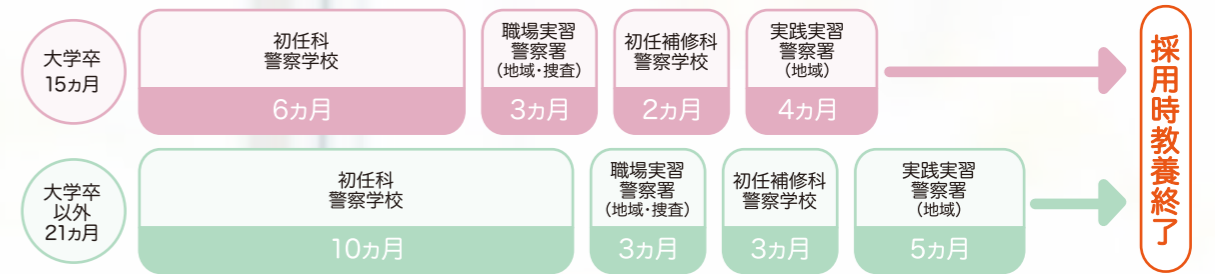 大学卒
15ヵ月
初任科
警察学校
6カ月
職場実習
警察署
(地域・捜査)
3カ月
初任補修科
警察学校
2カ月
実践実習
警察署
(地域)
4カ月
大学卒
以外
21ヵ月
初任科
警察学校
10カ月
職場実習
警察署
(地域・捜査)
3カ月
初任補修科
警察学校
3カ月
実践実習
警察署
(地域)
5カ月
採用時教養終了